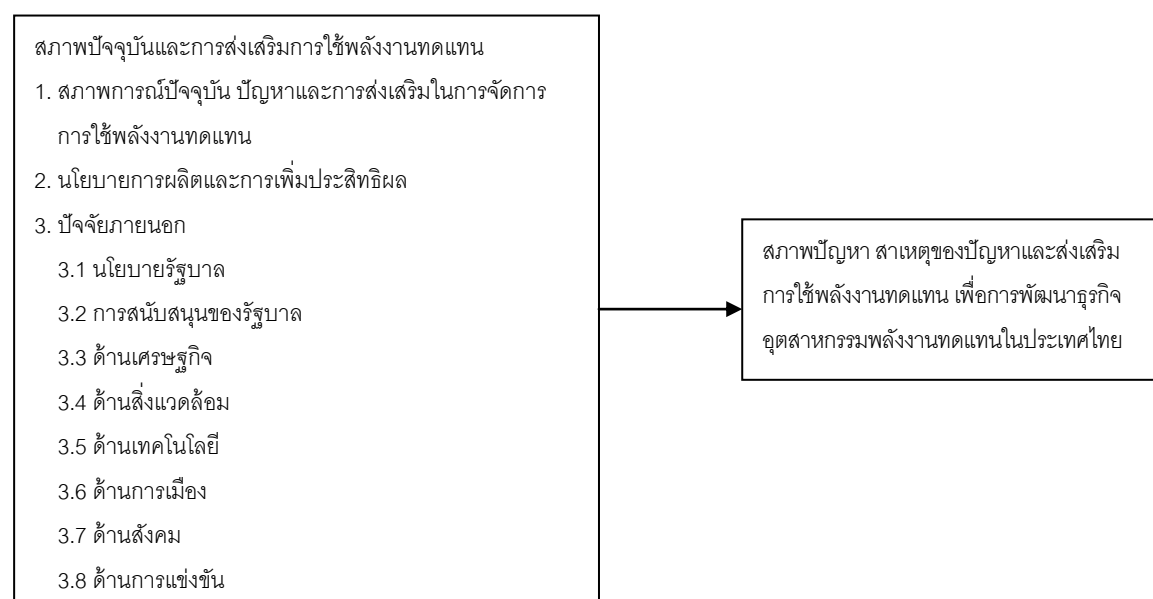 สภาพปัจจุบันและการส่งเสริมการใช้พลังงานทดแทน
1. สภาพการณ์ปัจจุบัน ปัญหาและการส่งเสริมในการจัดการ
การใช้พลังงานทดแทน
2. นโยบายการผลิตและการเพิ่มประสิทธิผล
3. ปัจจัยภายนอก
3.1 นโยบายรัฐบาล
3.2 การสนับสนุนของรัฐบาล
3.3 ด้านเศรษฐกิจ
3.4 ด้านสิ่งแวดล้อม
3.5 ด้านเทคโนโลยี
3.6 ด้านการเมือง
3.7 ด้านสังคม
3.8 ด้านการแข่งขัน
สภาพปัญหา สาเหตุของปัญหาและส่งเสริม
การใช้พลังงานทดแทน เพื่อการพัฒนาธุรกิจ
อุตสาหกรรมพลังงานทดแทนในประเทศไทย